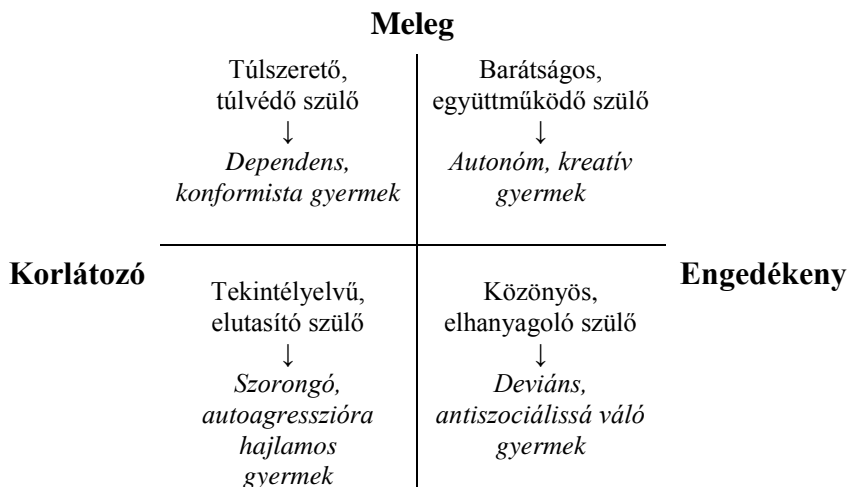 Meleg
Túlszerető,
túlvédő szülő
↓
Dependens,
konformista gyermek
Barátságos,
együttműködő szülő
↓
Autonóm, kreatív
gyermek
Korlátozó
Engedékeny
Tekintélyelvű,
elutasító szülő
↓
Szorongó,
autoagresszióra
hajlamos
gyermek
Közönyös,
elhanyagoló szülő
↓
Deviáns,
antiszociálissá váló
gyermek